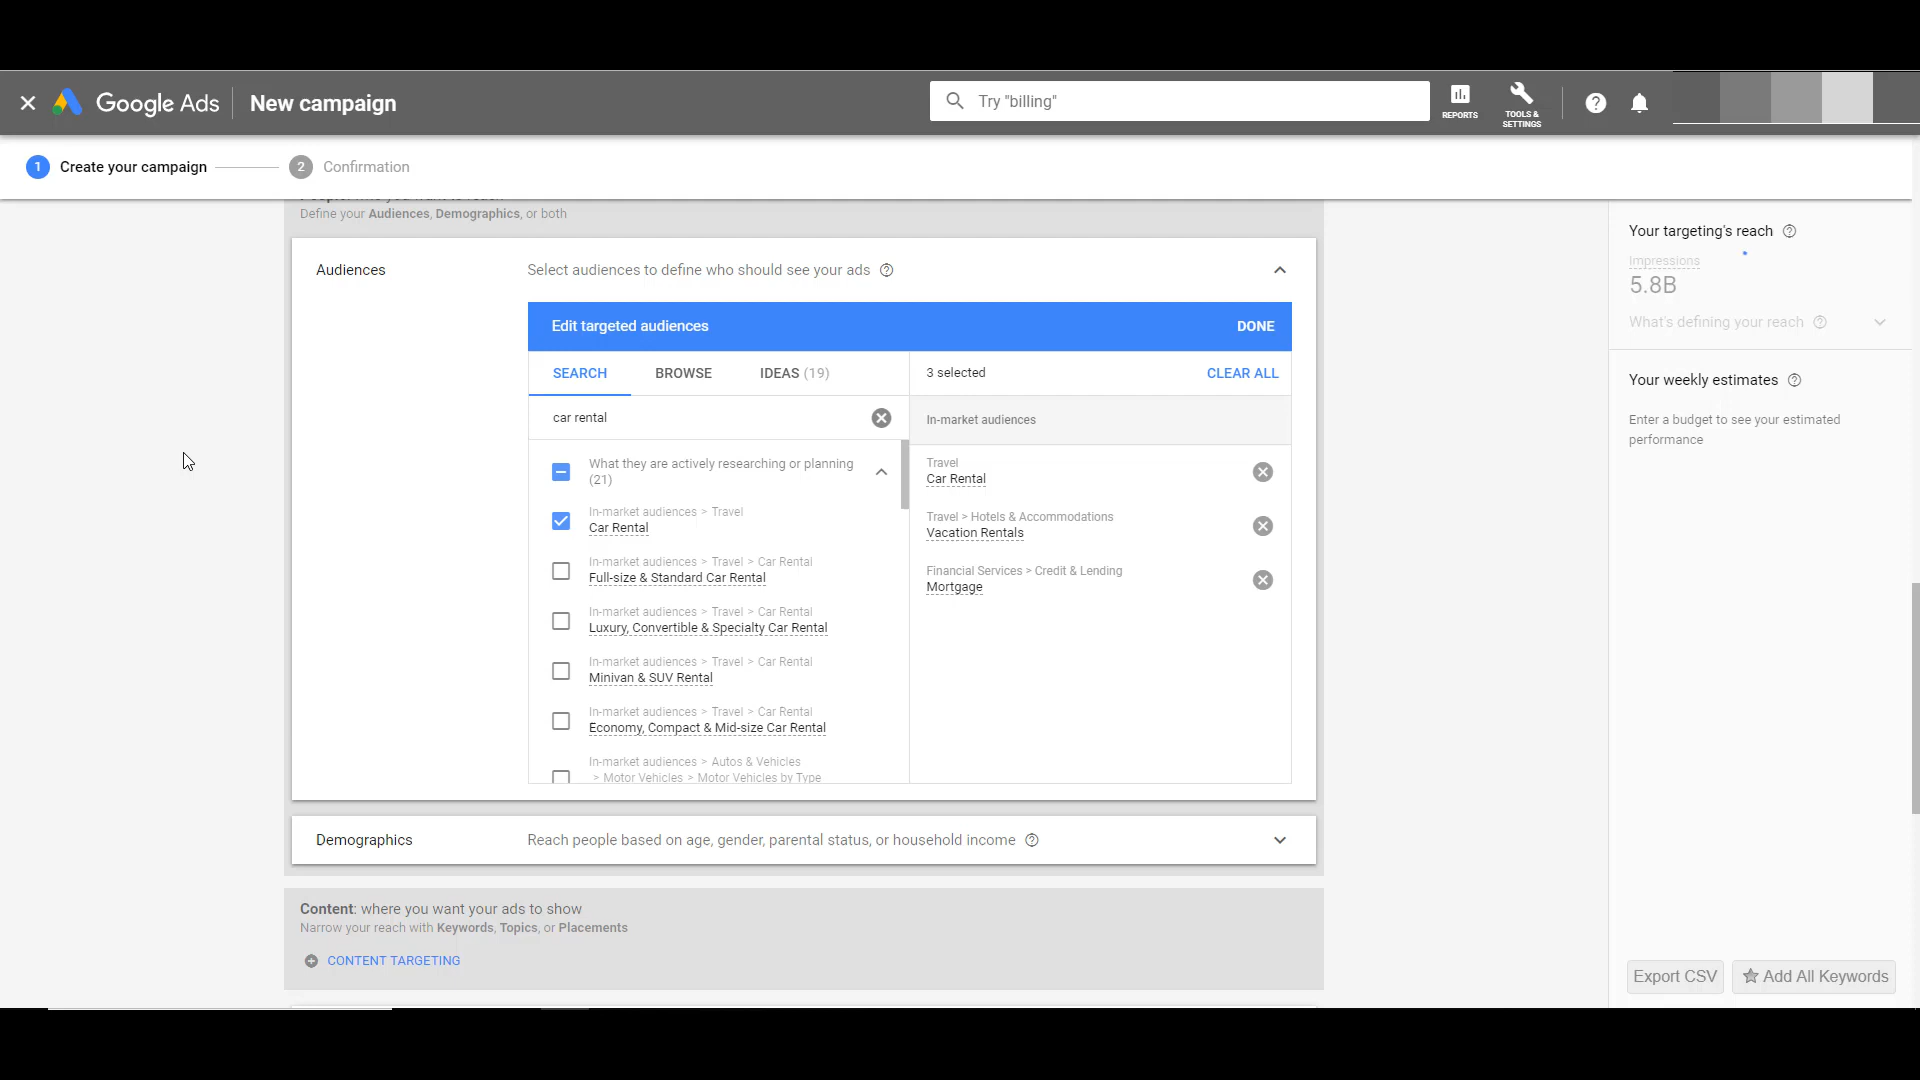 Google Ads
New campaign
Try "billing"
REPORTS
TOOLS &
SETTINGS
1 Create your campaign
2 Confirmation
Define your Audiences, Demographics, or both
Audiences
Select audiences to define who should see your ads
Edit targeted audiences
DONE
SEARCH
BROWSE
IDEAS (19)
3 selected
CLEAR ALL
car rental
In-market audiences
What they are actively researching or planning
(21)
In-market audiences > Travel
Car Rental
In-market audiences > Travel > Car Rental
Full-size & Standard Car Rental
In-market audiences > Travel > Car Rental
Luxury, Convertible & Specialty Car Rental
In-market audiences > Travel > Car Rental
Minivan & SUV Rental
In-market audiences > Travel > Car Rental
Economy, Compact & Mid-size Car Rental
In-market audiences > Autos & Vehicles
> Motor Vehicles > Motor Vehicles by Type
Travel
Car Rental
Travel > Hotels & Accommodations
Vacation Rentals
Financial Services > Credit & Lending
Mortgage
Demographics
Reach people based on age, gender, parental status, or household income
Content: where you want your ads to show
Narrow your reach with Keywords, Topics, or Placements
CONTENT TARGETING
Your targeting's reach
Impressions
5.8B
What's defining your reach
Your weekly estimates
Enter a budget to see your estimated
performance
Export CSV
Add All Keywords